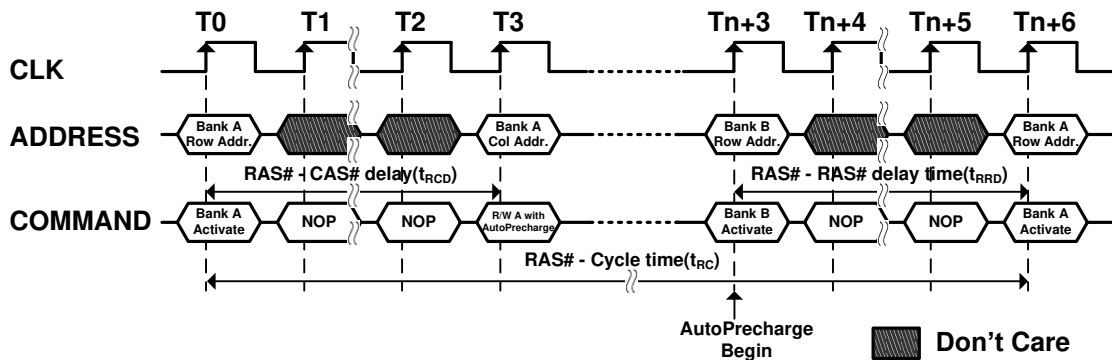 T0 T1 T2 T3 Tn+3 Tn+4 Tn+5 Tn+6
CLK
ADDRESS
Bank A
Row Addr.
Bank A
Col Addr.
Bank B
Row Addr.
Bank A
Row Addr.
RAS# - CAS# delay(tRCD)
RAS# - RAS# delay time(tRRD)
COMMAND
Bank A
Activate
NOP
NOP
R/W A with
AutoPrecharge
Bank B
Activate
NOP
NOP
Bank A
Activate
RAS# - Cycle time(tRC)
AutoPrecharge
Begin
Don't Care